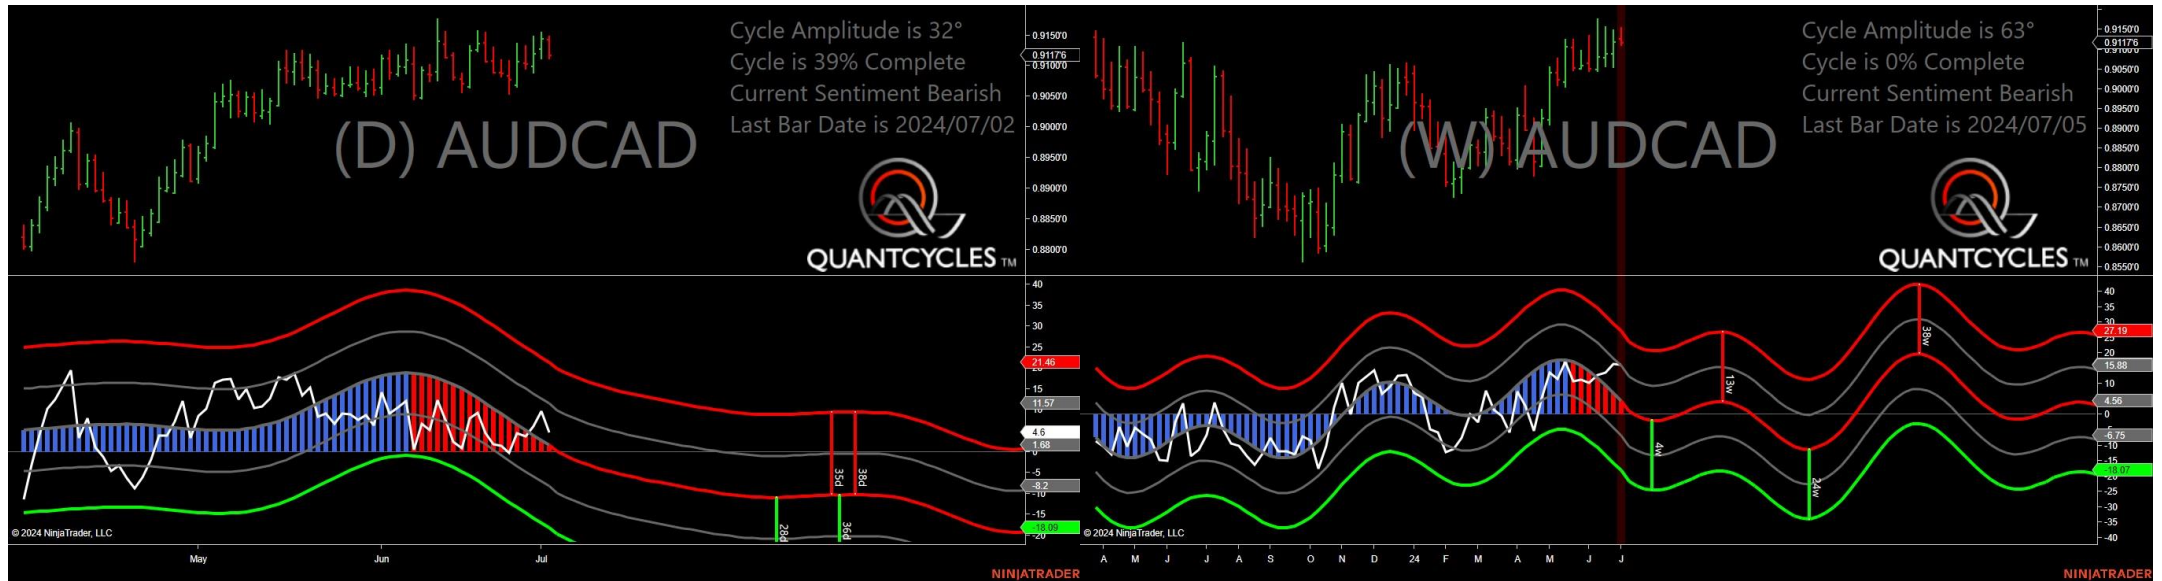 Cycle Amplitude is 32°
Cycle is 39% Complete
Current Sentiment Bearish
Last Bar Date is 2024/07/02
(D) AUDCAD
QUANTCYCLES TM
0.9150'0
0.9117'6
0.9100'0
0.9050'0
0.9000'0
0.8950'0
0.8900'0
0.8850'0
0.8800'0
40
35
30
25
21.46
15
11.57
4.6
1.68
0
-5
-8.2
-10
-15
-18.09
-20
28d
35d
36d
38d
© 2024 NinjaTrader, LLC
May Jun Jul
NINJATRADER
Cycle Amplitude is 63°
Cycle is 0% Complete
Current Sentiment Bearish
Last Bar Date is 2024/07/05
(W) AUDCAD
QUANTCYCLES TM
0.9150'0
0.9117'6
0.9100'0
0.9050'0
0.9000'0
0.8950'0
0.8900'0
0.8850'0
0.8800'0
0.8750'0
0.8700'0
0.8650'0
0.8600'0
0.8550'0
40
35
30
27.19
20
15.88
10
4.56
0
-6.75
-10
-15
-18.07
-25
-30
-35
-40
4w
13w
24w
38w
© 2024 NinjaTrader, LLC
A M J J A S O N D 24 F M A M J J
NINJATRADER